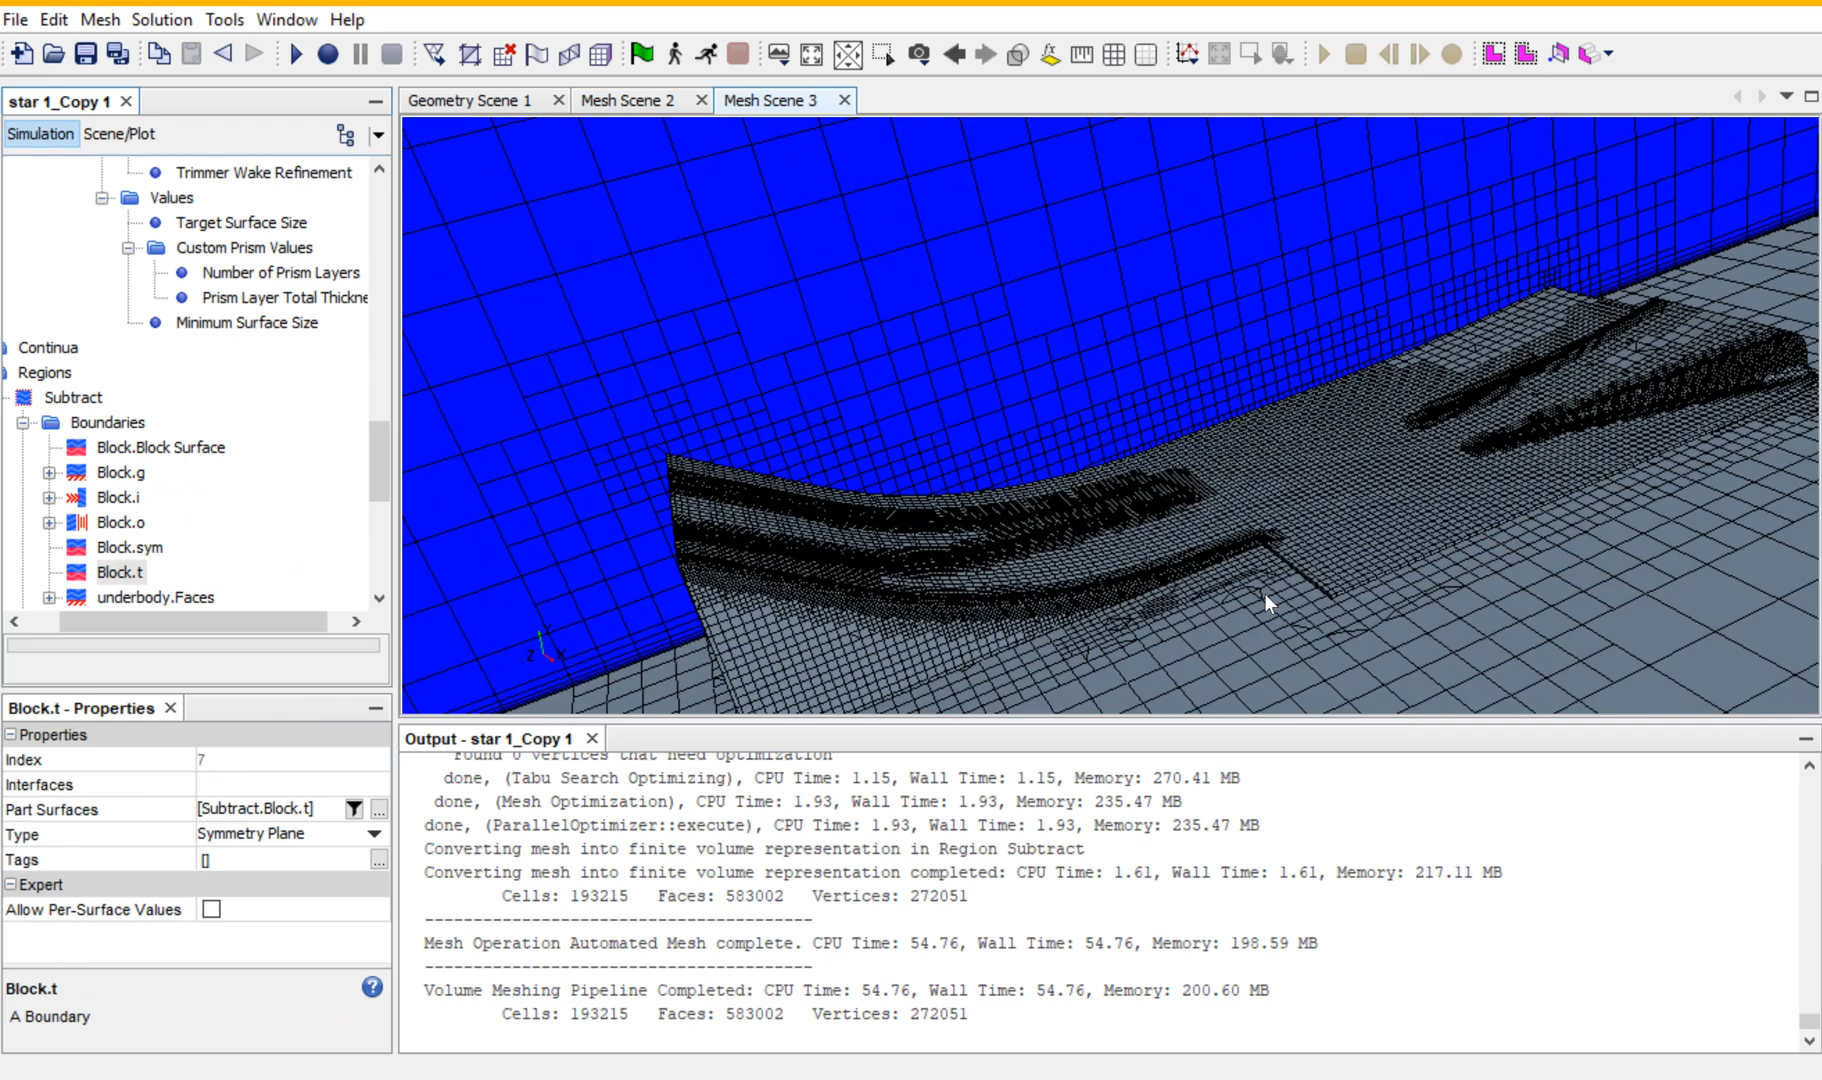 File Edit Mesh Solution Tools Window Help
star 1_Copy 1
Simulation Scene/Plot
Trimmer Wake Refinement
Values
Target Surface Size
Custom Prism Values
Number of Prism Layers
Prism Layer Total Thickne
Minimum Surface Size
Continua
Regions
Subtract
Boundaries
Block.Block Surface
Block.g
Block.i
Block.o
Block.sym
Block.t
underbody.Faces
Block.t - Properties
Properties
Index 7
Interfaces
Part Surfaces [Subtract.Block.t]
Type Symmetry Plane
Tags []
Expert
Allow Per-Surface Values
Block.t
A Boundary
Geometry Scene 1 Mesh Scene 2 Mesh Scene 3
Y
Z X
Output - star 1_Copy 1
Found 0 vertices that need optimization
done, (Tabu Search Optimizing), CPU Time: 1.15, Wall Time: 1.15, Memory: 270.41 MB
done, (Mesh Optimization), CPU Time: 1.93, Wall Time: 1.93, Memory: 235.47 MB
done, (ParallelOptimizer::execute), CPU Time: 1.93, Wall Time: 1.93, Memory: 235.47 MB
Converting mesh into finite volume representation in Region Subtract
Converting mesh into finite volume representation completed: CPU Time: 1.61, Wall Time: 1.61, Memory: 217.11 MB
Cells: 193215 Faces: 583002 Vertices: 272051
----------------------------------------
Mesh Operation Automated Mesh complete. CPU Time: 54.76, Wall Time: 54.76, Memory: 198.59 MB
----------------------------------------
Volume Meshing Pipeline Completed: CPU Time: 54.76, Wall Time: 54.76, Memory: 200.60 MB
Cells: 193215 Faces: 583002 Vertices: 272051